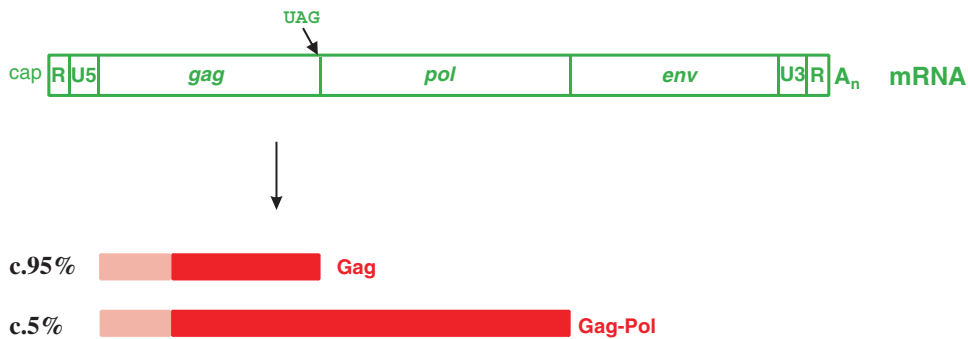 UAG
cap R U5 gag pol env U3 R An mRNA
c.95% Gag
c.5% Gag-Pol